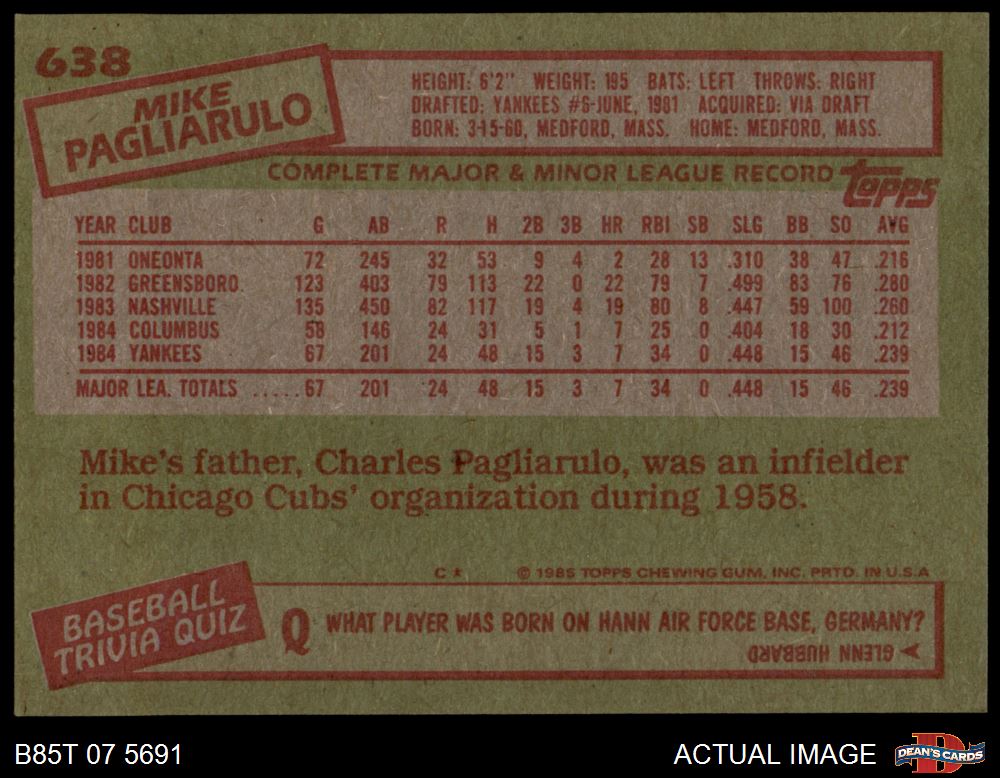 638
MIKE
PAGLIARULO
HEIGHT: 6'2" WEIGHT: 195 BATS: LEFT THROWS: RIGHT
DRAFTED: YANKEES #6-JUNE, 1981 ACQUIRED: VIA DRAFT
BORN: 3-15-60, MEDFORD, MASS. HOME: MEDFORD, MASS.
COMPLETE MAJOR & MINOR LEAGUE RECORD topps
YEAR CLUB G AB R H 2B 3B HR RBI SB SLG BB SO AVG
1981 ONEONTA 72 245 32 53 9 4 2 28 13 .310 38 47 .216
1982 GREENSBORO 123 403 79 113 22 0 22 79 7 .499 83 76 .280
1983 NASHVILLE 135 450 82 117 19 4 19 80 8 .447 59 100 .260
1984 COLUMBUS 58 146 24 31 5 1 7 25 0 .404 18 30 .212
1984 YANKEES 67 201 24 48 15 3 7 34 0 .448 15 46 .239
MAJOR LEA. TOTALS .....67 201 24 48 15 3 7 34 0 .448 15 46 .239
Mike's father, Charles Pagliarulo, was an infielder
in Chicago Cubs' organization during 1958.
C* © 1985 TOPPS CHEWING GUM, INC. PRTD. IN U.S.A
BASEBALL
TRIVIA QUIZ
Q WHAT PLAYER WAS BORN ON HANN AIR FORCE BASE, GERMANY?
GLENN HUBBARD
B85T 07 5691 ACTUAL IMAGE DEAN'S CARDS